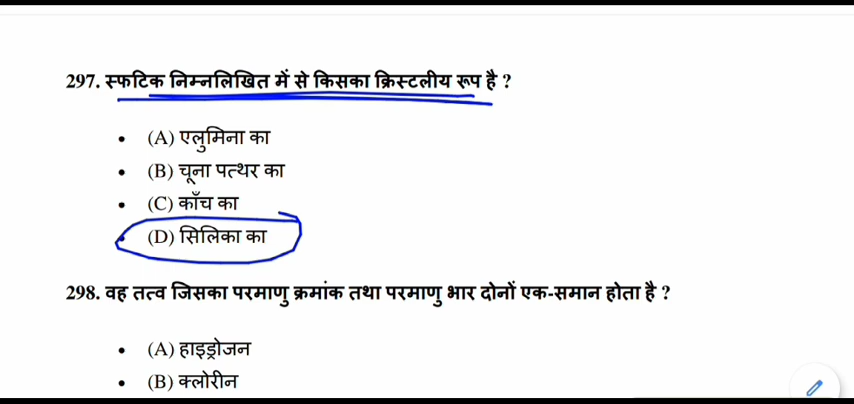 297. स्फटिक निम्नलिखित में से किसका क्रिस्टलीय रूप है ?
• (A) एलुमिना का
• (B) चूना पत्थर का
• (C) काँच का
• (D) सिलिका का
298. वह तत्व जिसका परमाणु क्रमांक तथा परमाणु भार दोनों एक-समान होता है ?
• (A) हाइड्रोजन
• (B) क्लोरीन